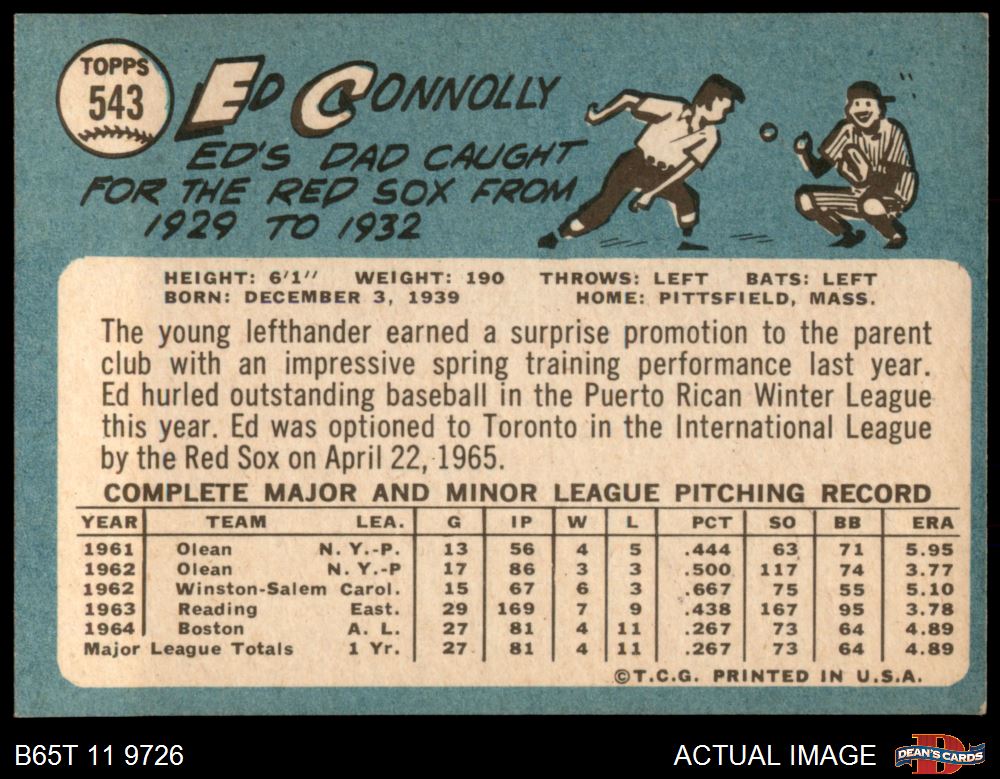 TOPPS
543
ED CONNOLLY
ED'S DAD CAUGHT
FOR THE RED SOX FROM
1929 TO 1932
HEIGHT: 6'1" WEIGHT: 190 THROWS: LEFT BATS: LEFT
BORN: DECEMBER 3, 1939 HOME: PITTSFIELD, MASS.
The young lefthander earned a surprise promotion to the parent
club with an impressive spring training performance last year.
Ed hurled outstanding baseball in the Puerto Rican Winter League
this year. Ed was optioned to Toronto in the International League
by the Red Sox on April 22, 1965.
COMPLETE MAJOR AND MINOR LEAGUE PITCHING RECORD
YEAR TEAM LEA. G IP W L PCT SO BB ERA
1961 Olean N. Y.-P. 13 56 4 5 .444 63 71 5.95
1962 Olean N. Y.-P 17 86 3 3 .500 117 74 3.77
1962 Winston-Salem Carol. 15 67 6 3 .667 75 55 5.10
1963 Reading East. 29 169 7 9 .438 167 95 3.78
1964 Boston A. L. 27 81 4 11 .267 73 64 4.89
Major League Totals 1 Yr. 27 81 4 11 .267 73 64 4.89
©T.C.G. PRINTED IN U.S.A.
B65T 11 9726 ACTUAL IMAGE DEAN'S CARDS